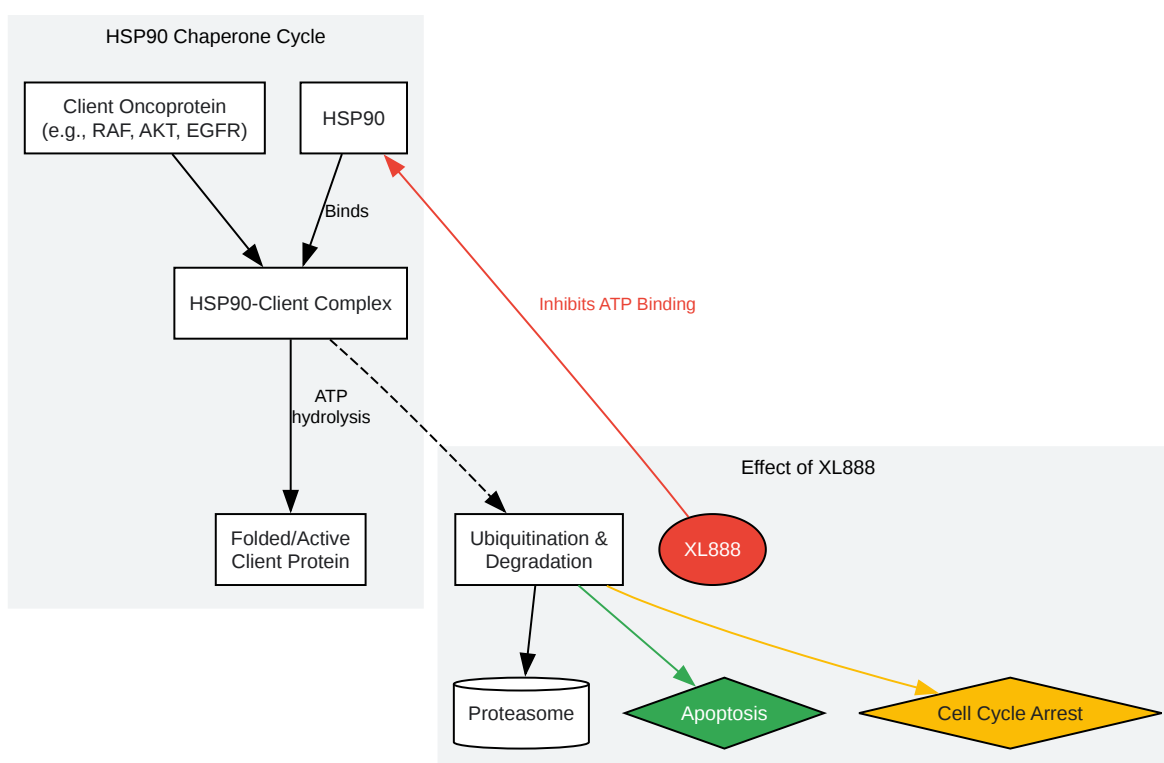 HSP90 Chaperone Cycle
Client Oncoprotein
(e.g., RAF, AKT, EGFR)
HSP90
Binds
HSP90-Client Complex
Inhibits ATP Binding
ATP
hydrolysis
Effect of XL888
Folded/Active
Client Protein
Ubiquitination &
Degradation
XL888
Proteasome
Apoptosis
Cell Cycle Arrest